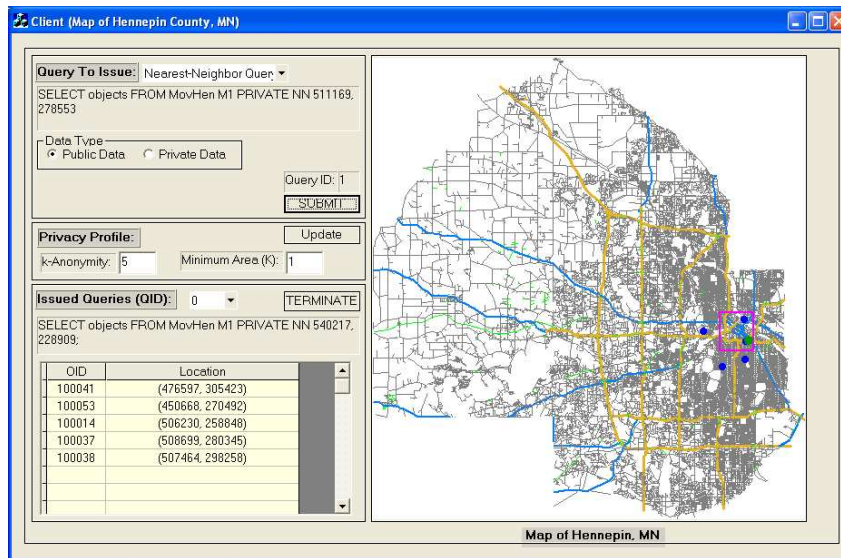 Client (Map of Hennepin County, MN)
Query To Issue: Nearest-Neighbor Query
SELECT objects FROM MovHen M1 PRIVATE NN 511169,
278553
Data Type
Public Data Private Data
Query ID: 1
SUBMIT
Privacy Profile: Update
k-Anonymity: 5 Minimum Area (K): 1
Issued Queries (QID): 0 TERMINATE
SELECT objects FROM MovHen M1 PRIVATE NN 540217,
228909;
OID Location
100041 (476597, 305423)
100053 (450668, 270492)
100014 (506230, 258848)
100037 (508699, 280345)
100038 (507464, 298258)
Map of Hennepin, MN